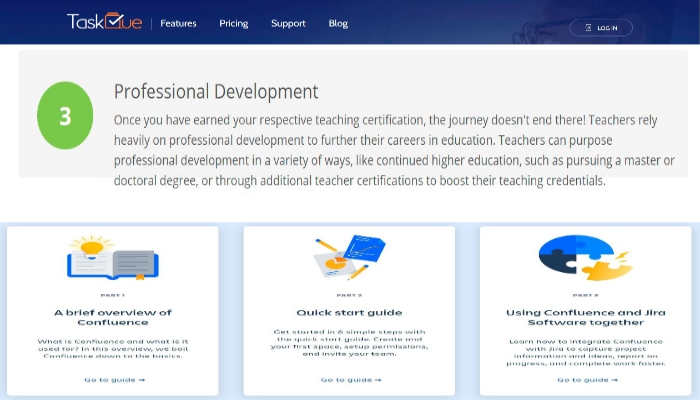 TaskQue Features Pricing Support Blog LOG IN
3
Professional Development
Once you have earned your respective teaching certification, the journey doesn't end there! Teachers rely
heavily on professional development to further their careers in education. Teachers can purpose
professional development in a variety of ways, like continued higher education, such as pursuing a master or
doctoral degree, or through additional teacher certifications to boost their teaching credentials.
PART 1
A brief overview of
Confluence
What is Confluence and what is it
used for? In this overview, we boil
Confluence down to the basics.
Go to guide →
PART 2
Quick start guide
Get started in 6 simple steps with
the quick start guide. Create and
your first space, setup permissions,
and invite your team.
Go to guide →
PART 3
Using Confluence and Jira
Software together
Learn how to integrate Confluence
with Jira to capture project
information and ideas, report on
progress, and complete work faster.
Go to guide →